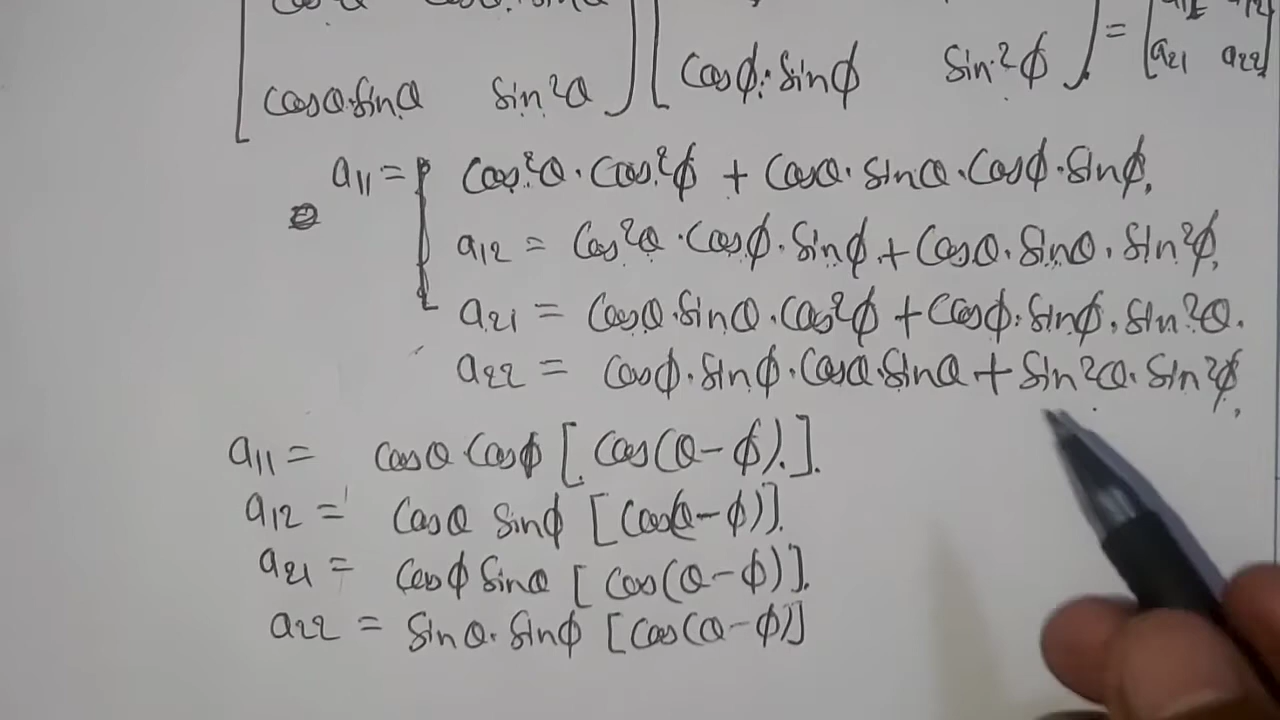 cosθ·sinθ sin²θ cosϕ·sinϕ sin²ϕ = a21 a22
a11 = cos²θ·cos²ϕ + cosθ·sinθ·cosϕ·sinϕ,
a12 = cos²θ·cosϕ·sinϕ + cosθ·sinθ·sin²ϕ,
a21 = cosθ·sinθ·cos²ϕ + cosϕ·sinϕ·sin²θ.
a22 = cosϕ·sinϕ·cosθ·sinθ + sin²θ·sin²ϕ,
a11 = cosθ cosϕ [cos(θ-ϕ).].
a12 = cosθ sinϕ [cos(θ-ϕ)].
a21 = cosϕ sinθ [cos(θ-ϕ)].
a22 = sinθ·sinϕ [cos(θ-ϕ)]